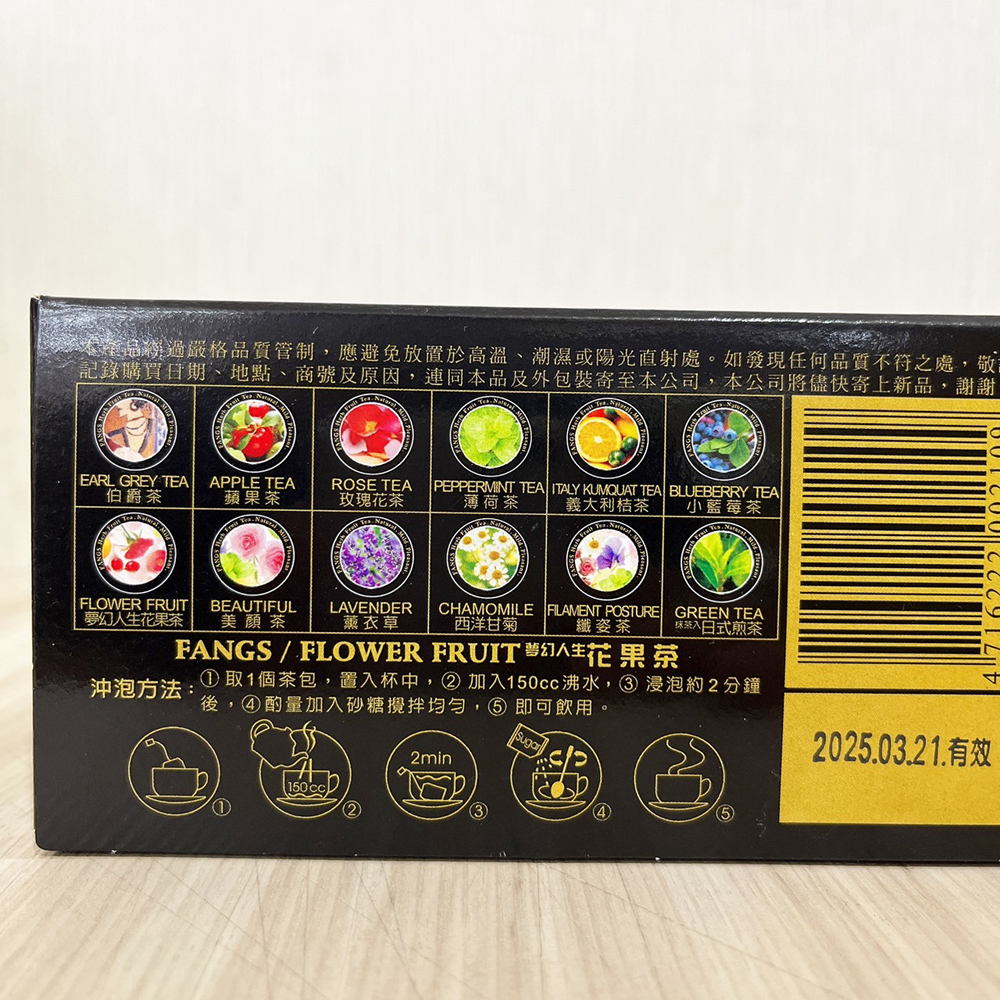 本產品經過嚴格品質管制，應避免放置於高溫、潮濕或陽光直射處。如發現任何品質不符之處，敬請
記錄購買日期、地點、商號及原因，連同本品及外包裝寄至本公司，本公司將儘快寄上新品，謝謝
EARL GREY TEA
伯爵茶
APPLE TEA
蘋果茶
ROSE TEA
玫瑰花茶
PEPPERMINT TEA
薄荷茶
ITALY KUMQUAT TEA
義大利桔茶
BLUEBERRY TEA
小藍莓茶
FLOWER FRUIT
夢幻人生花果茶
BEAUTIFUL
美顏茶
LAVENDER
薰衣草
CHAMOMILE
西洋甘菊
FILAMENT POSTURE
纖姿茶
GREEN TEA
抹茶入日式煎茶
FANGS / FLOWER FRUIT 夢幻人生花果茶
沖泡方法：① 取1個茶包，置入杯中，② 加入150cc沸水，③ 浸泡約2分鐘
後，④ 酌量加入砂糖攪拌均勻，⑤ 即可飲用。
①
150cc
②
2min
③
Sugar
④
⑤
2025.03.21.有效